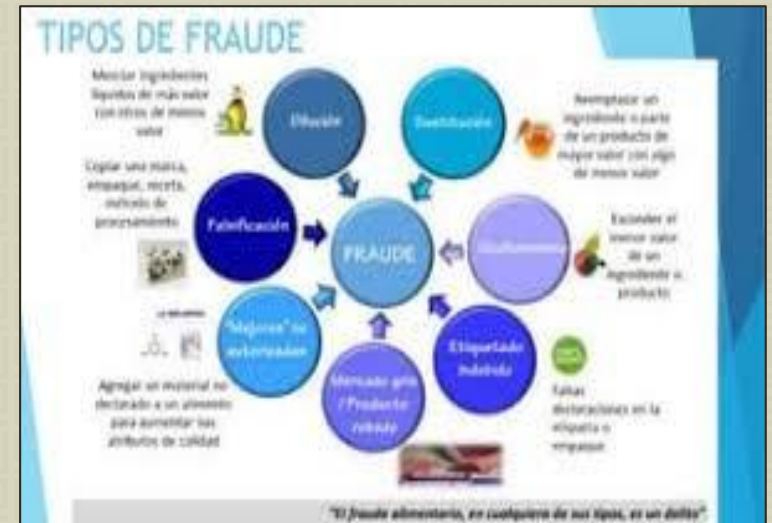 TIPOS DE FRAUDE
Mezclar ingredientes
líquidos de más valor
con otros de menos
valor
Dilución
Sustitución
Reemplazar un
ingrediente o parte
de un producto de
mayor valor con algo
de menor valor
Copiar una marca,
empaque, receta,
método de
procesamiento
Falsificación
FRAUDE
Ocultamiento
Esconder el
menor valor
de un
ingrediente o
producto
"Mejoras" no
autorizadas
Agregar un material no
declarado a un alimento
para aumentar sus
atributos de calidad
Mercado gris
/ Producto
robado
Etiquetado
indebido
Falsas
declaraciones en la
etiqueta o
empaque
"El fraude alimentario, en cualquiera de sus tipos, es un delito".